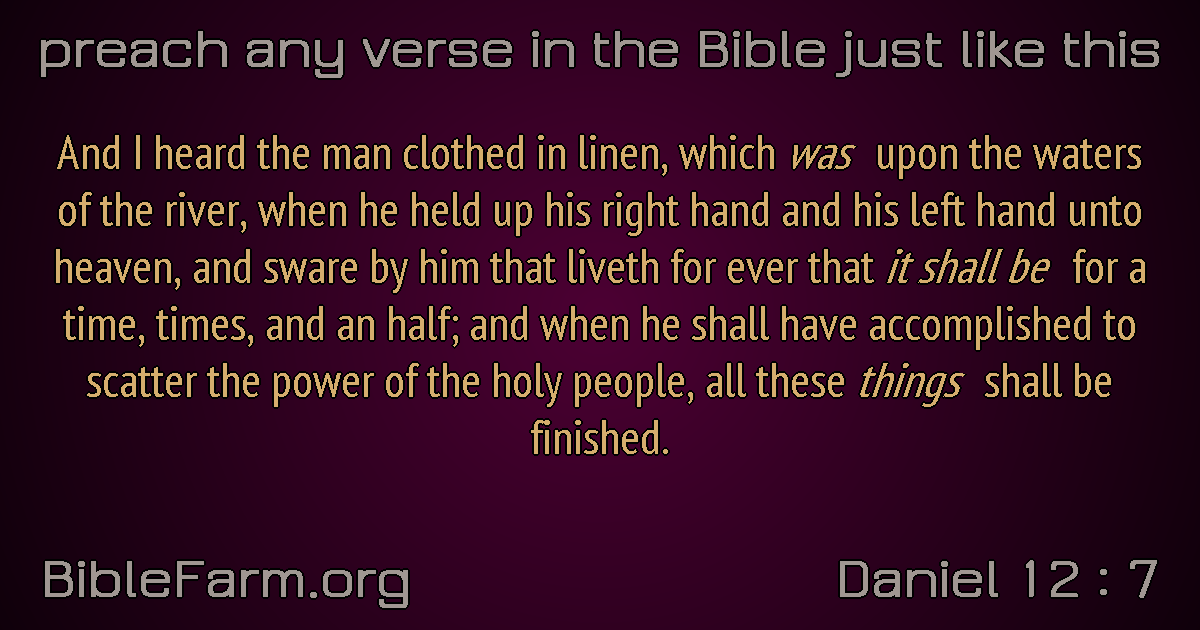 preach any verse in the Bible just like this
And I heard the man clothed in linen, which was upon the waters
of the river, when he held up his right hand and his left hand unto
heaven, and sware by him that liveth for ever that it shall be for a
time, times, and an half; and when he shall have accomplished to
scatter the power of the holy people, all these things shall be
finished.
BibleFarm.org
Daniel 12 : 7